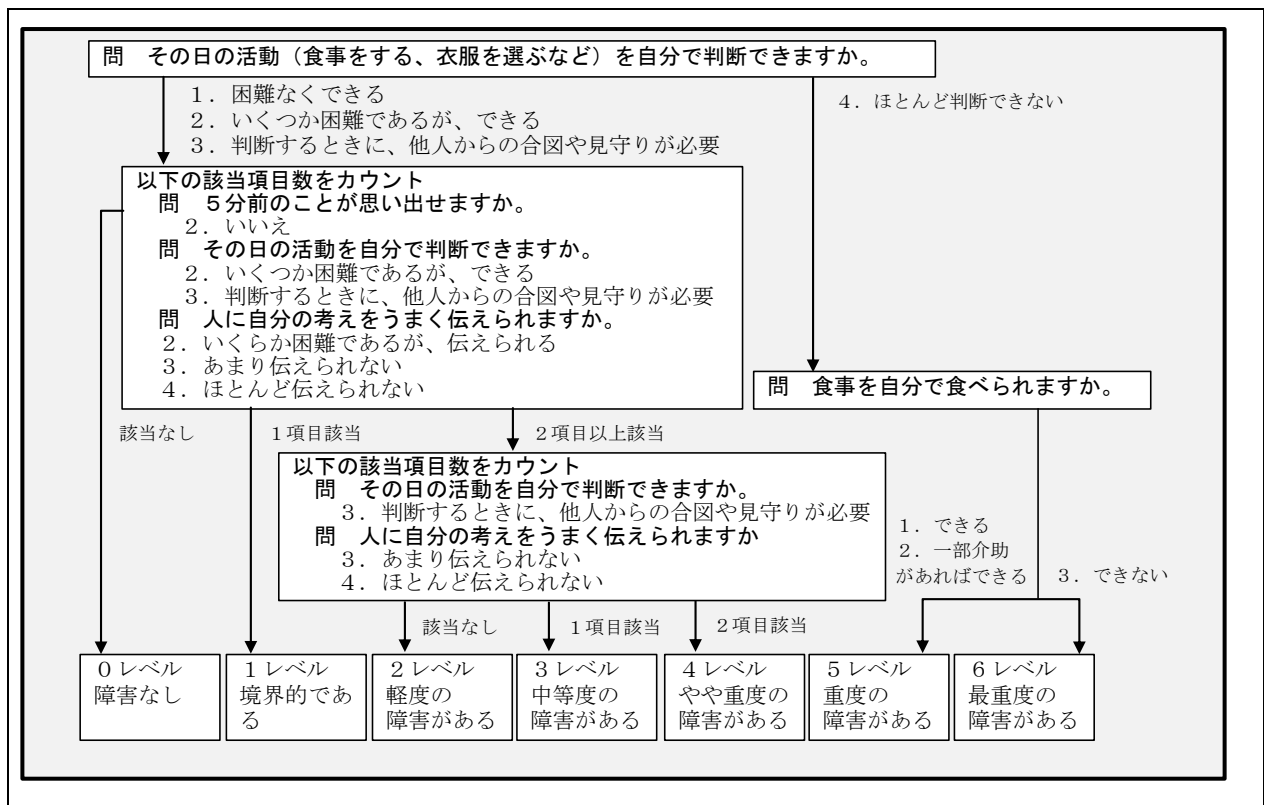 問　その日の活動（食事をする、衣服を選ぶなど）を自分で判断できますか。
１．困難なくできる
２．いくつか困難であるが、できる
３．判断するときに、他人からの合図や見守りが必要
４．ほとんど判断できない
以下の該当項目数をカウント
問　５分前のことが思い出せますか。
２．いいえ
問　その日の活動を自分で判断できますか。
２．いくつか困難であるが、できる
３．判断するときに、他人からの合図や見守りが必要
問　人に自分の考えをうまく伝えられますか。
２．いくらか困難であるが、伝えられる
３．あまり伝えられない
４．ほとんど伝えられない
問　食事を自分で食べられますか。
該当なし
１項目該当
２項目以上該当
以下の該当項目数をカウント
問　その日の活動を自分で判断できますか。
３．判断するときに、他人からの合図や見守りが必要
問　人に自分の考えをうまく伝えられますか
３．あまり伝えられない
４．ほとんど伝えられない
１．できる
２．一部介助
があればできる
３．できない
該当なし
１項目該当
２項目該当
０レベル
障害なし
１レベル
境界的であ
る
２レベル
軽度の
障害がある
３レベル
中等度の
障害がある
４レベル
やや重度の
障害がある
５レベル
重度の
障害がある
６レベル
最重度の
障害がある